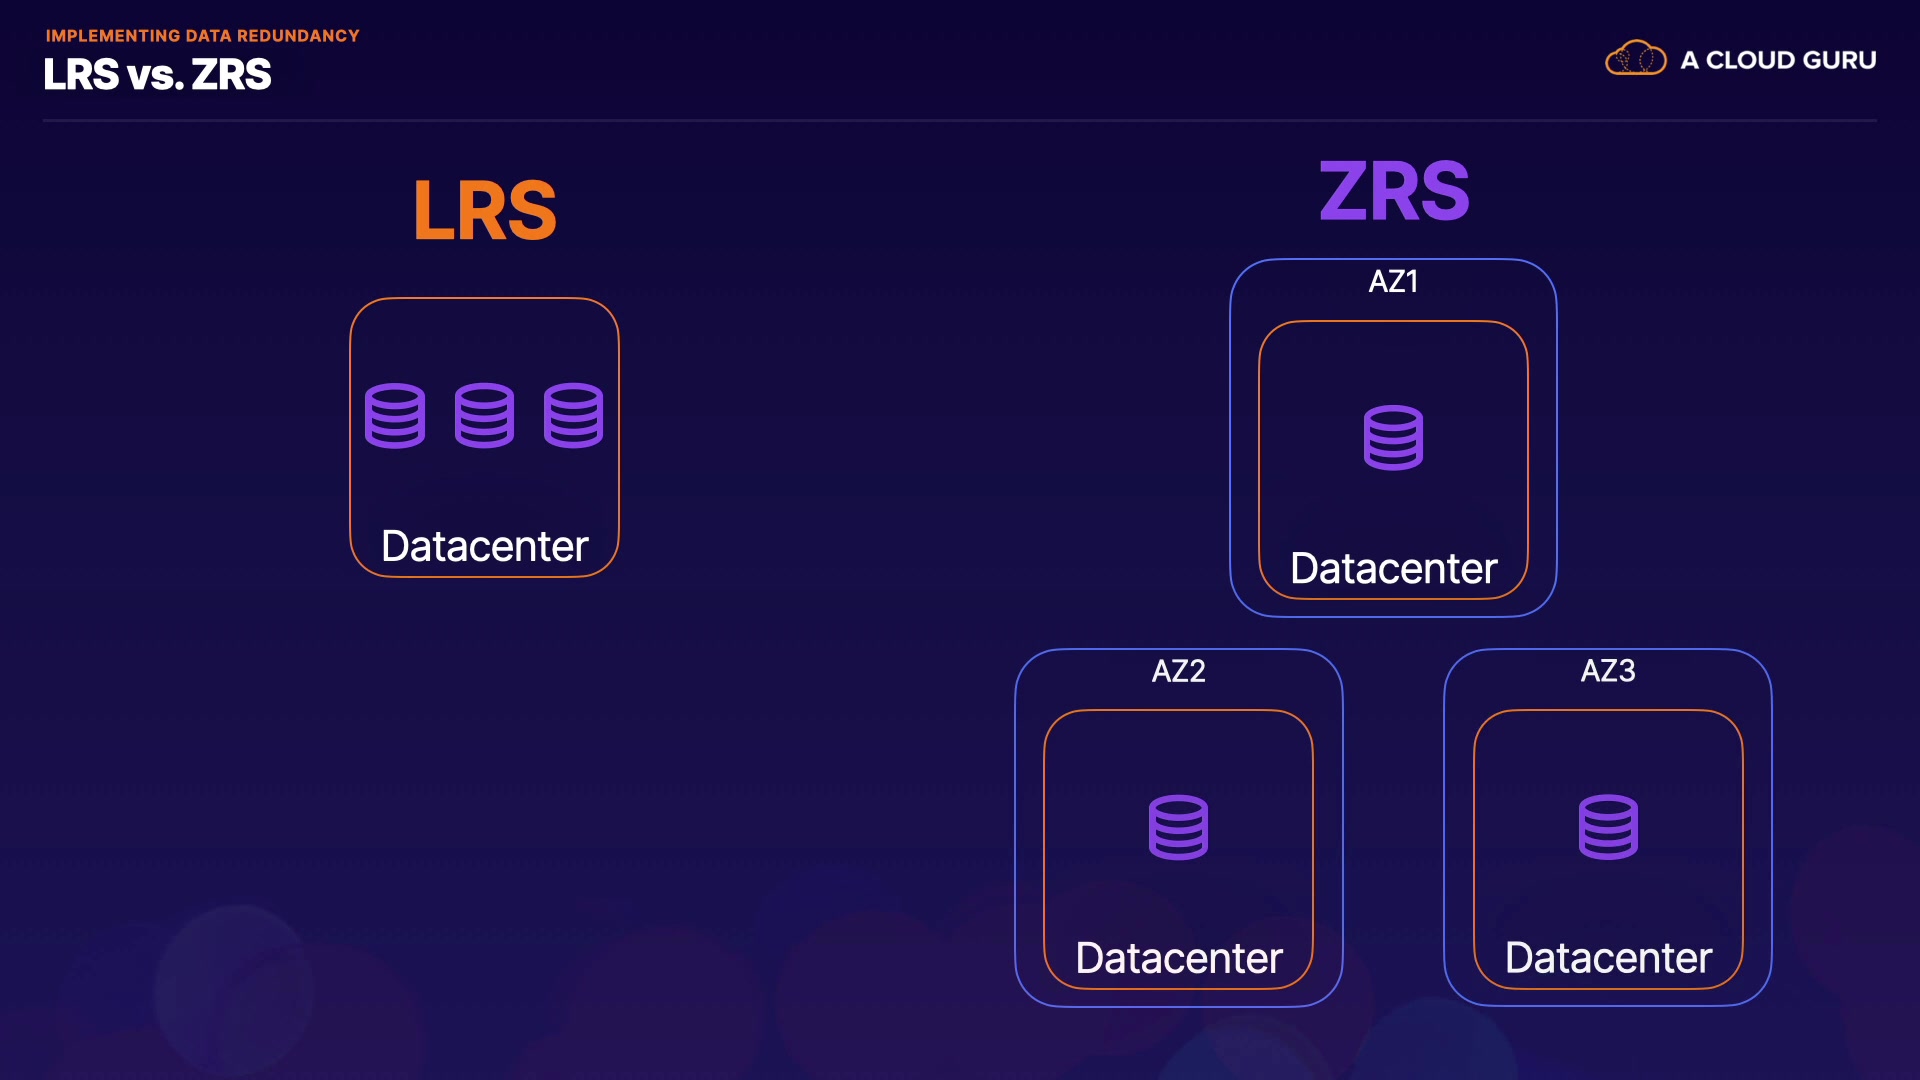 IMPLEMENTING DATA REDUNDANCY
LRS vs. ZRS
A CLOUD GURU
LRS
Datacenter
ZRS
AZ1
Datacenter
AZ2
Datacenter
AZ3
Datacenter